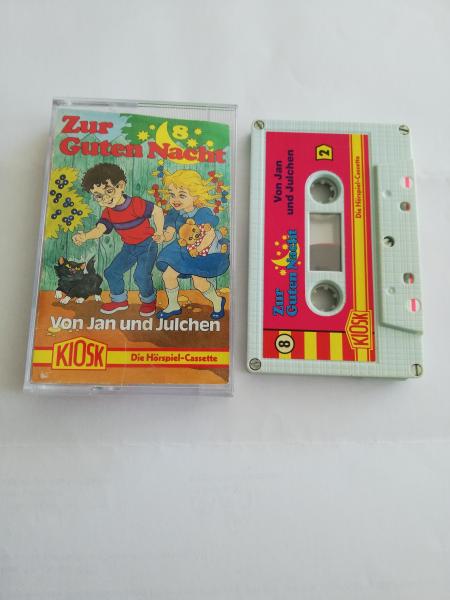 Zur
8
Guten Nacht
Von Jan und Julchen
KIOSK
Die Hörspiel-Cassette
8
Zur
Guten Nacht
Von Jan
und Julchen
2
KIOSK
Die Hörspiel-Cassette